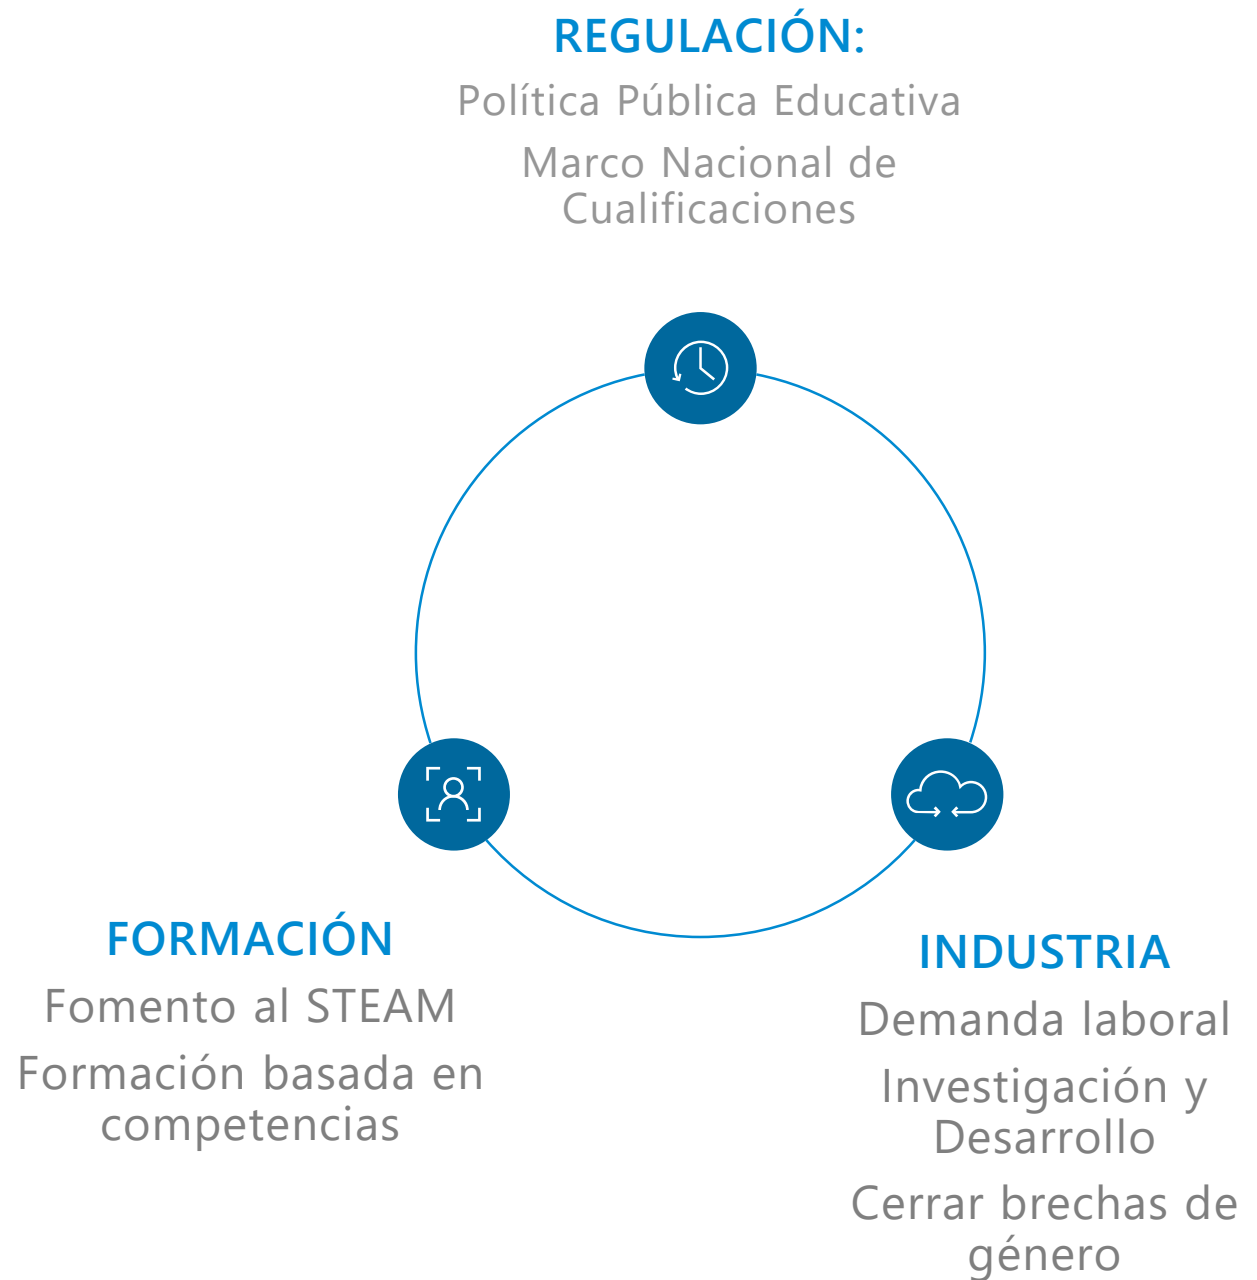 REGULACIÓN:
Política Pública Educativa
Marco Nacional de
Cualificaciones
FORMACIÓN
Fomento al STEAM
Formación basada en
competencias
INDUSTRIA
Demanda laboral
Investigación y
Desarrollo
Cerrar brechas de
género